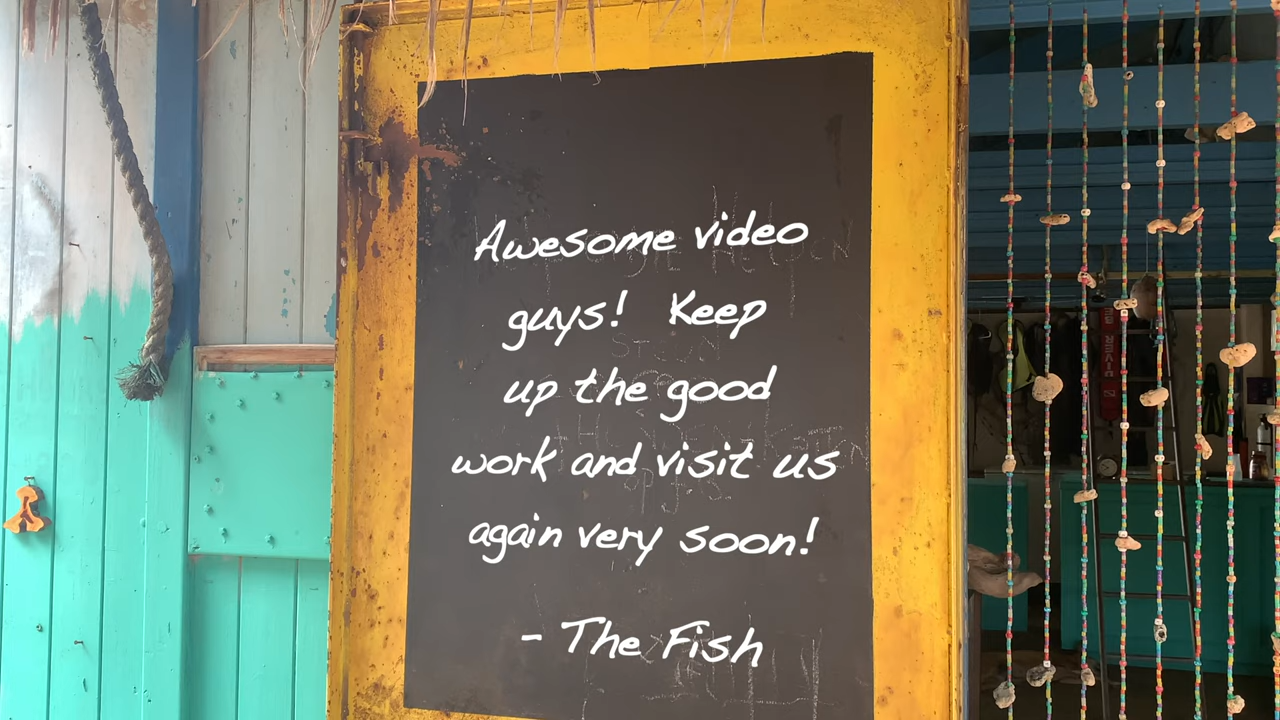 Awesome video
guys! Keep
up the good
work and visit us
again very soon!
- The Fish